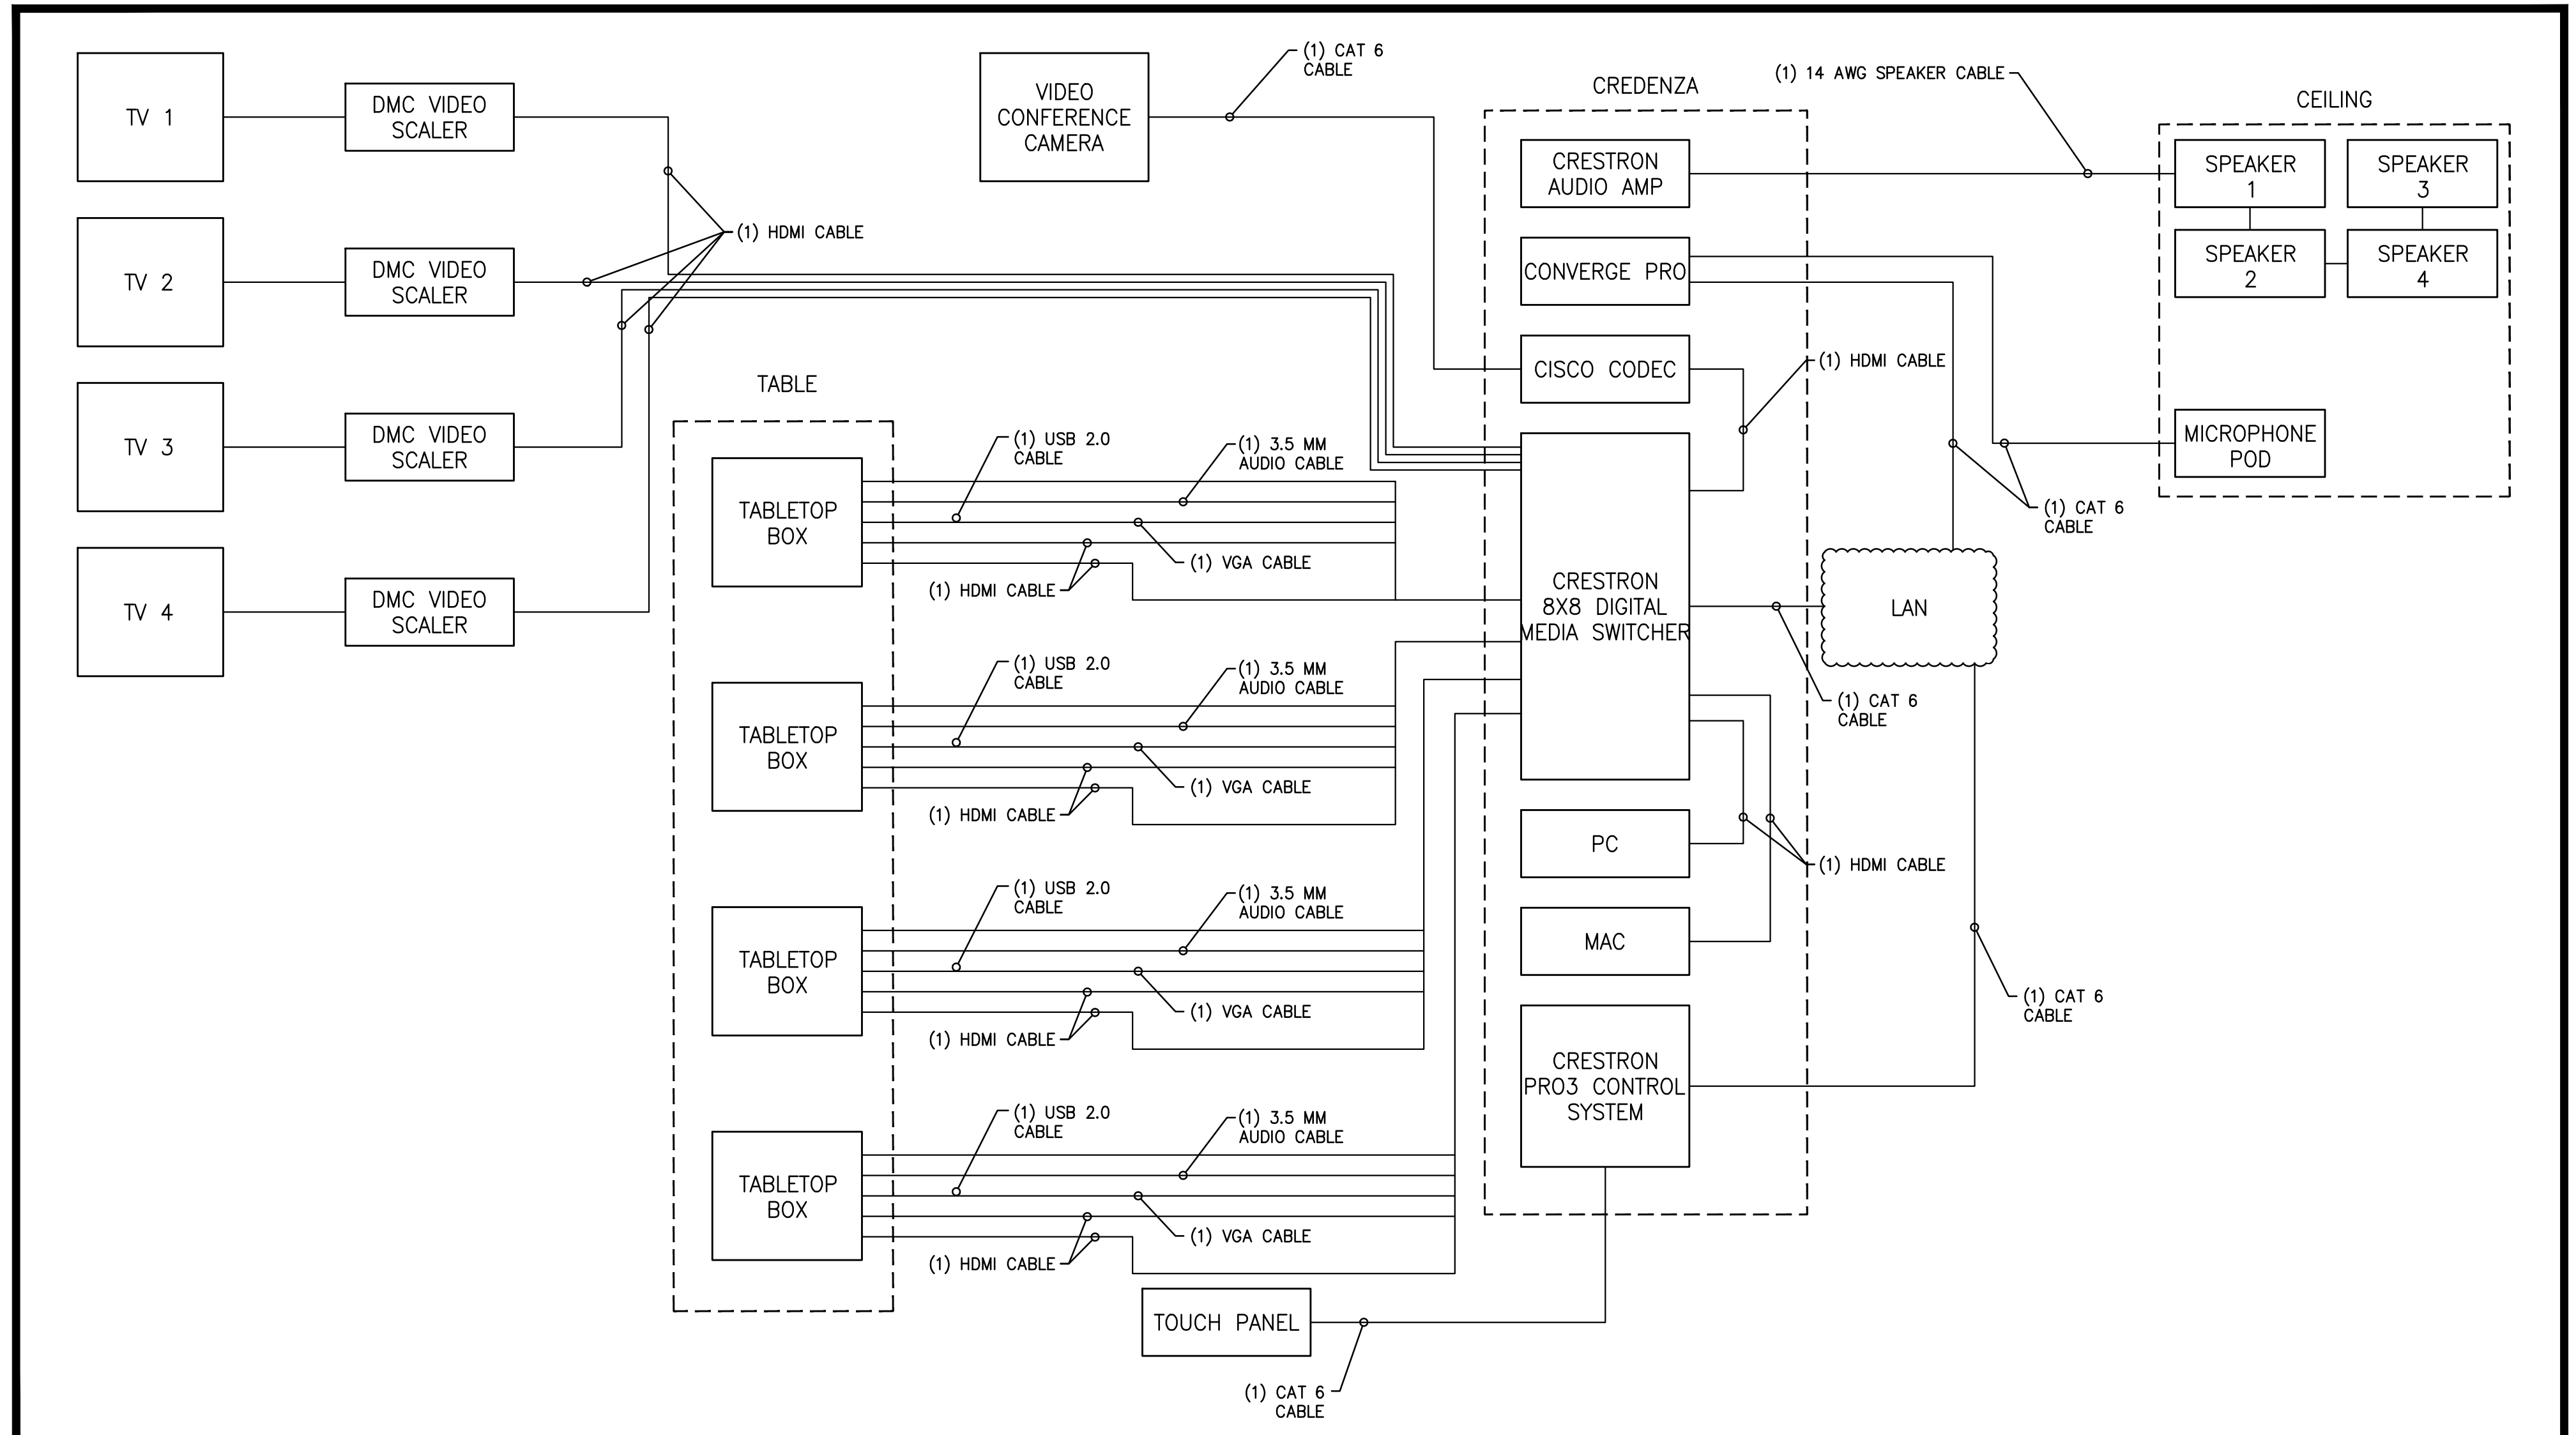 TV 1
DMC VIDEO
SCALER
TV 2
DMC VIDEO
SCALER
TV 3
DMC VIDEO
SCALER
TV 4
DMC VIDEO
SCALER
(1) HDMI CABLE
VIDEO
CONFERENCE
CAMERA
(1) CAT 6
CABLE
TABLE
TABLETOP
BOX
(1) USB 2.0
CABLE
(1) 3.5 MM
AUDIO CABLE
(1) VGA CABLE
(1) HDMI CABLE
TABLETOP
BOX
(1) USB 2.0
CABLE
(1) 3.5 MM
AUDIO CABLE
(1) VGA CABLE
(1) HDMI CABLE
TABLETOP
BOX
(1) USB 2.0
CABLE
(1) 3.5 MM
AUDIO CABLE
(1) VGA CABLE
(1) HDMI CABLE
TABLETOP
BOX
(1) USB 2.0
CABLE
(1) 3.5 MM
AUDIO CABLE
(1) VGA CABLE
(1) HDMI CABLE
TOUCH PANEL
(1) CAT 6
CABLE
CREDENZA
CRESTRON
AUDIO AMP
CONVERGE PRO
CISCO CODEC
CRESTRON
8X8 DIGITAL
MEDIA SWITCHER
PC
MAC
CRESTRON
PRO3 CONTROL
SYSTEM
(1) 14 AWG SPEAKER CABLE
(1) HDMI CABLE
(1) CAT 6
CABLE
LAN
(1) CAT 6
CABLE
(1) HDMI CABLE
(1) CAT 6
CABLE
CEILING
SPEAKER
1
SPEAKER
3
SPEAKER
2
SPEAKER
4
MICROPHONE
POD